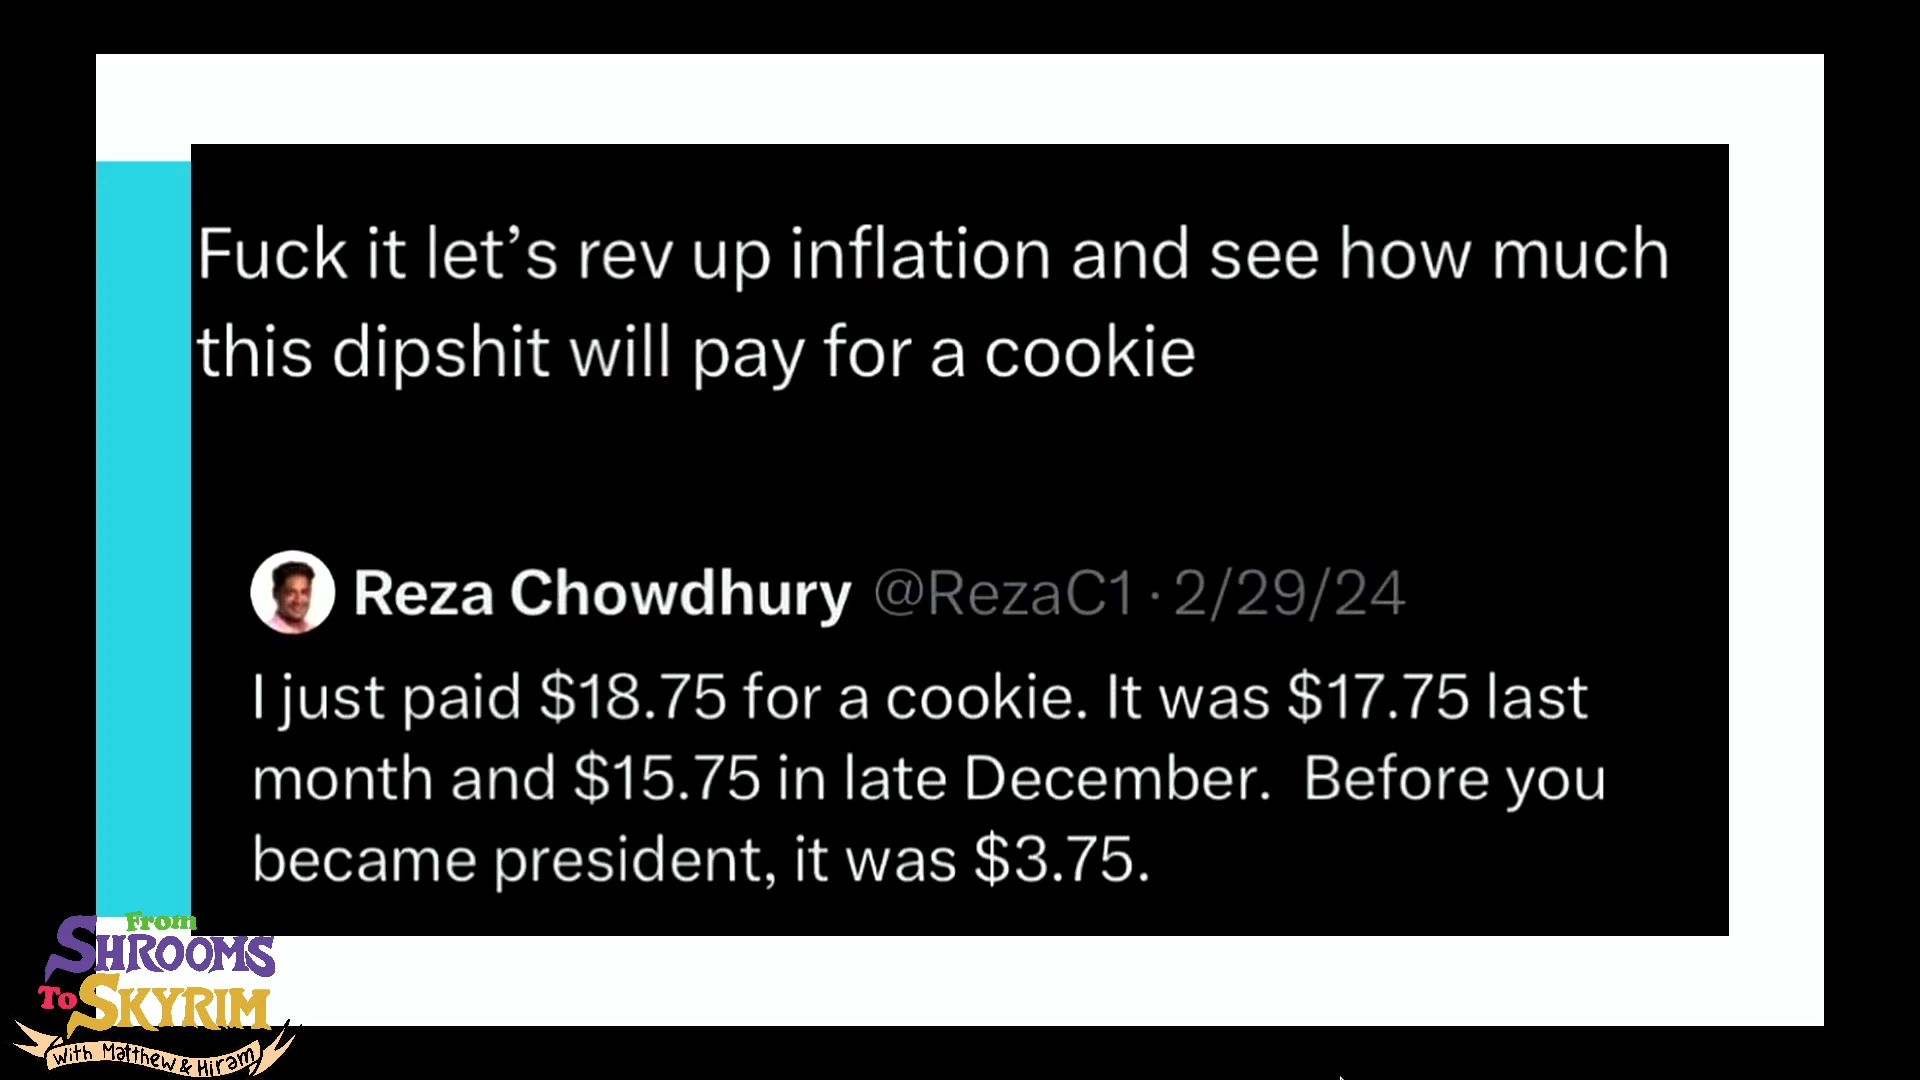 Fuck it let’s rev up inflation and see how much
this dipshit will pay for a cookie
Reza Chowdhury @RezaC1 · 2/29/24
I just paid $18.75 for a cookie. It was $17.75 last
month and $15.75 in late December.  Before you
became president, it was $3.75.
From
SHROOMS
To SKYRIM
with Matthew & Hiram